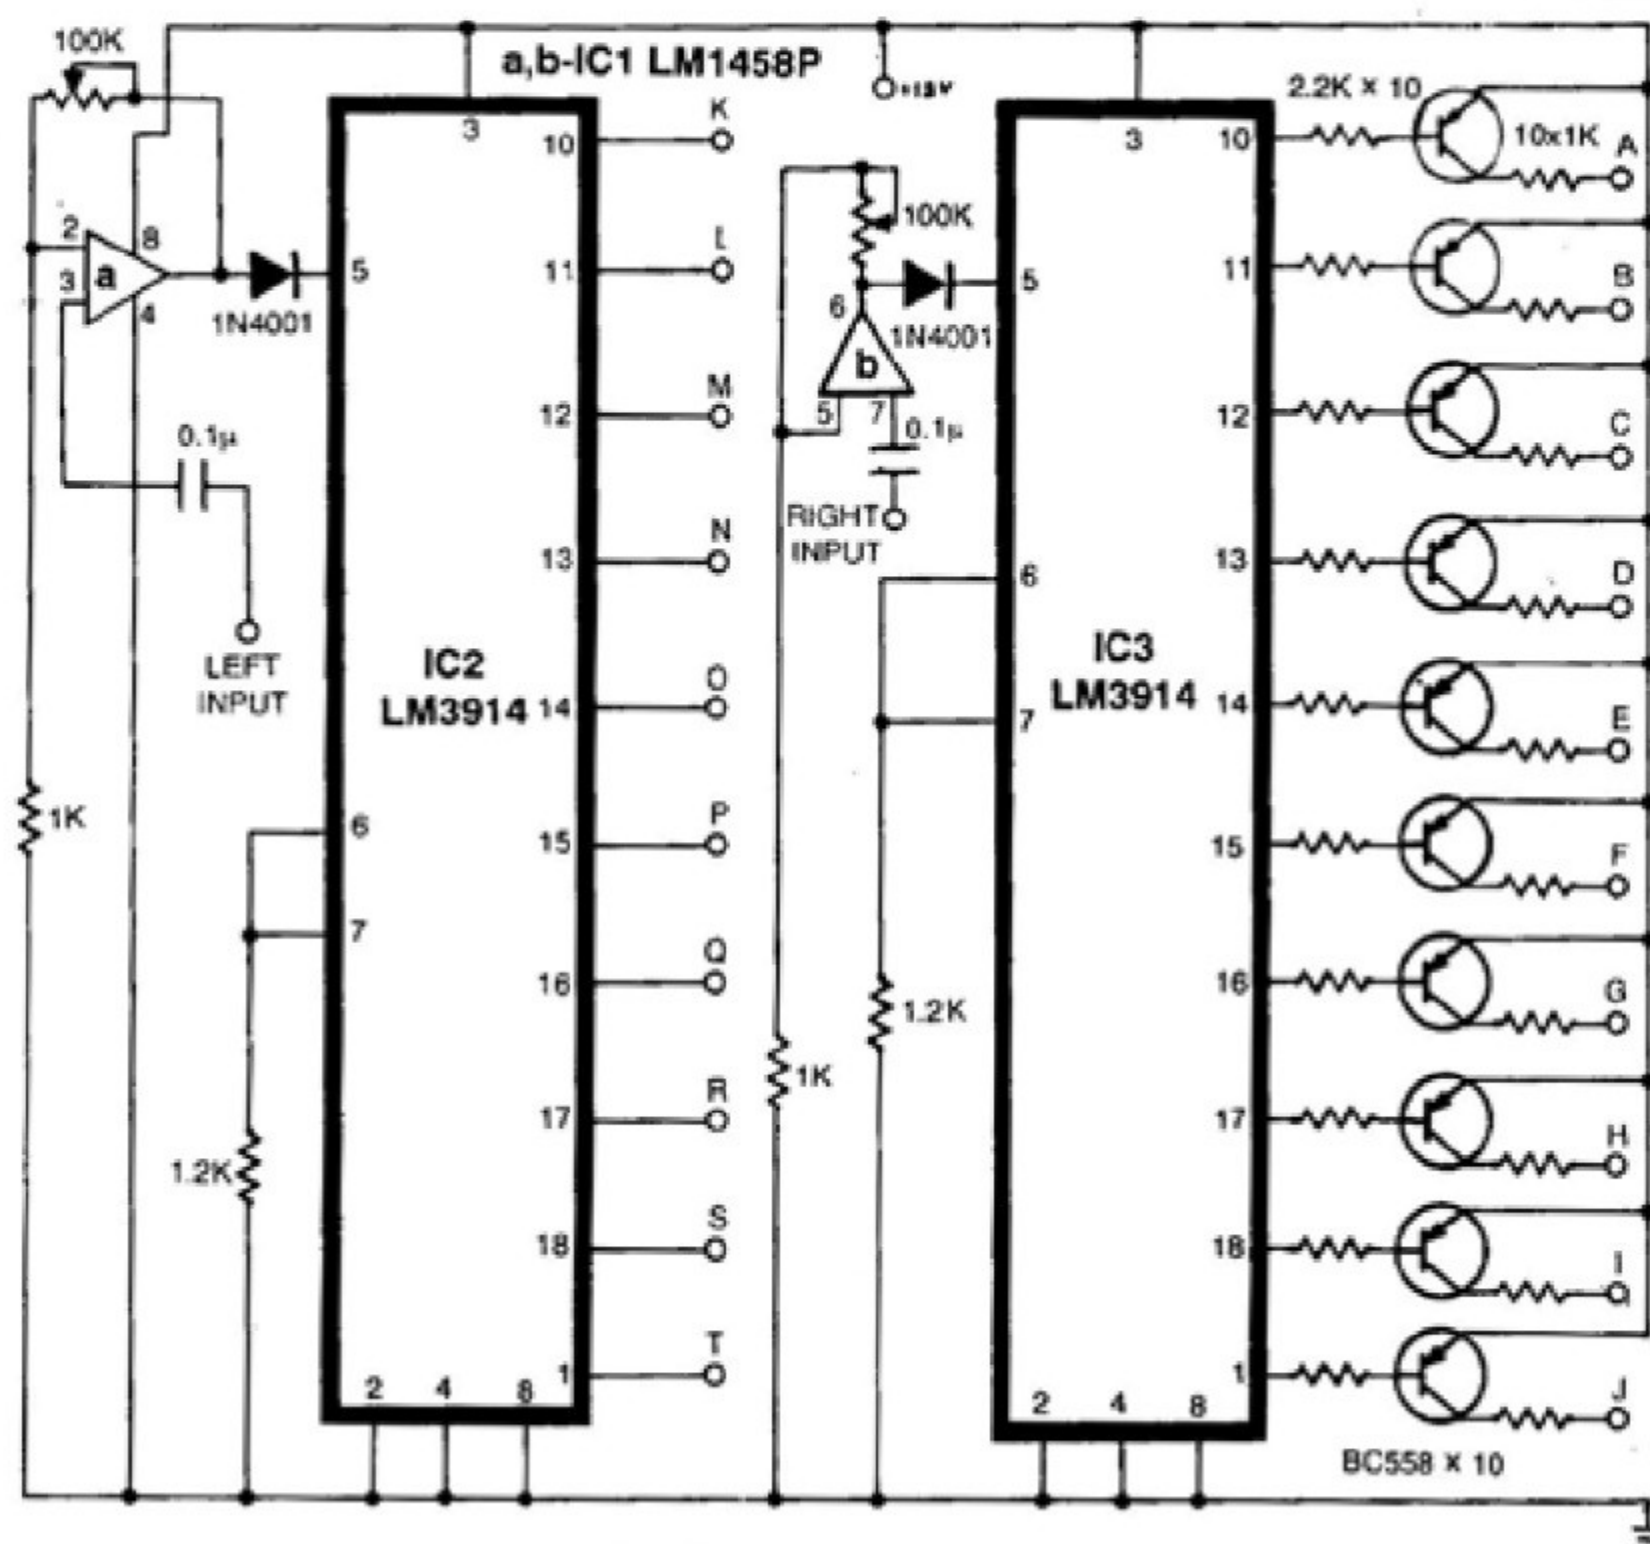 100K
a,b-IC1 LM1458P
2
3
a
8
4
1N4001
0.1µ
LEFT
INPUT
1K
1.2K
3
5
6
7
IC2
LM3914
2
4
8
10
11
12
13
14
15
16
17
18
1
K
L
M
N
O
P
Q
R
S
T
100K
6
b
5
7
1N4001
0.1µ
RIGHT
INPUT
1K
1.2K
3
5
6
7
IC3
LM3914
2
4
8
10
11
12
13
14
15
16
17
18
1
2.2K × 10
10x1K
A
B
C
D
E
F
G
H
I
J
BC558 X 10